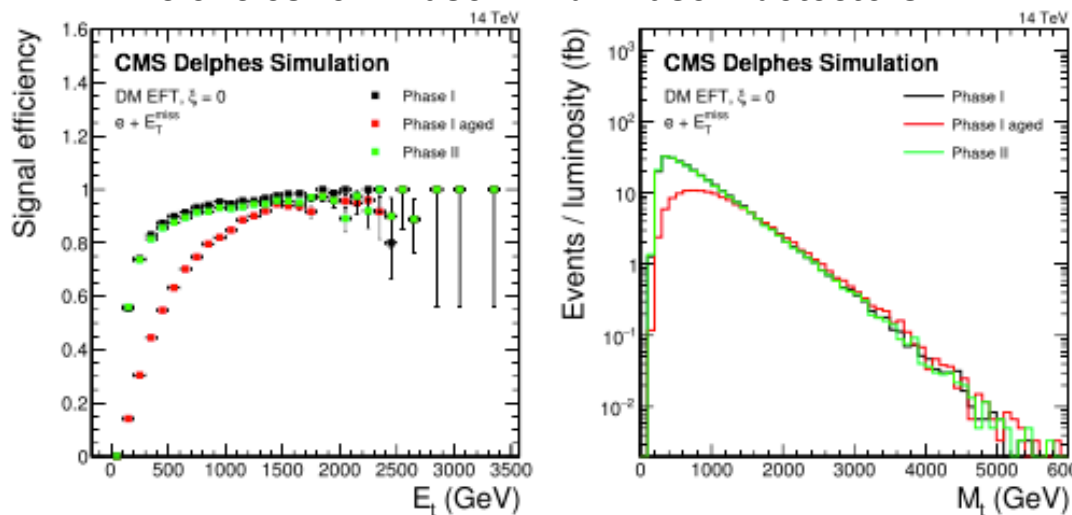 14 TeV
CMS Delphes Simulation
DM EFT, ξ = 0
e + E_T^miss
Phase I
Phase I aged
Phase II
Signal efficiency
1.6
1.4
1.2
1
0.8
0.6
0.4
0.2
0
0 500 1000 1500 2000 2500 3000 3500
E_t (GeV)
14 TeV
CMS Delphes Simulation
DM EFT, ξ = 0
e + E_T^miss
Phase I
Phase I aged
Phase II
Events / luminosity (fb)
10^3
10^2
10
1
10^-1
10^-2
0 1000 2000 3000 4000 5000 600
M_t (GeV)